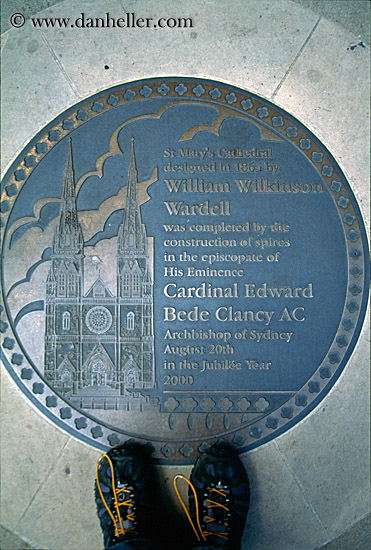 © www.danheller.com
St Mary's Cathedral
designed in 1865 by
William Wilkinson
Wardell
was completed by the
construction of spires
in the episcopate of
His Eminence
Cardinal Edward
Bede Clancy AC
Archbishop of Sydney
August 20th
in the Jubilee Year
2000